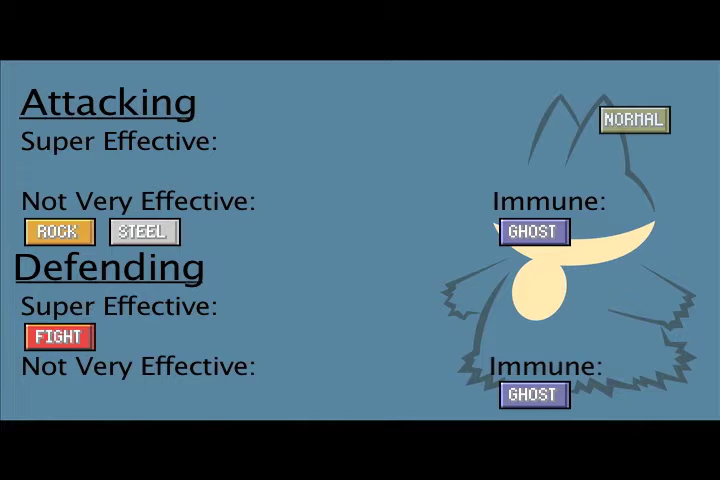 Attacking
NORMAL
Super Effective:
Not Very Effective:
Immune:
ROCK STEEL
GHOST
Defending
Super Effective:
FIGHT
Not Very Effective:
Immune:
GHOST